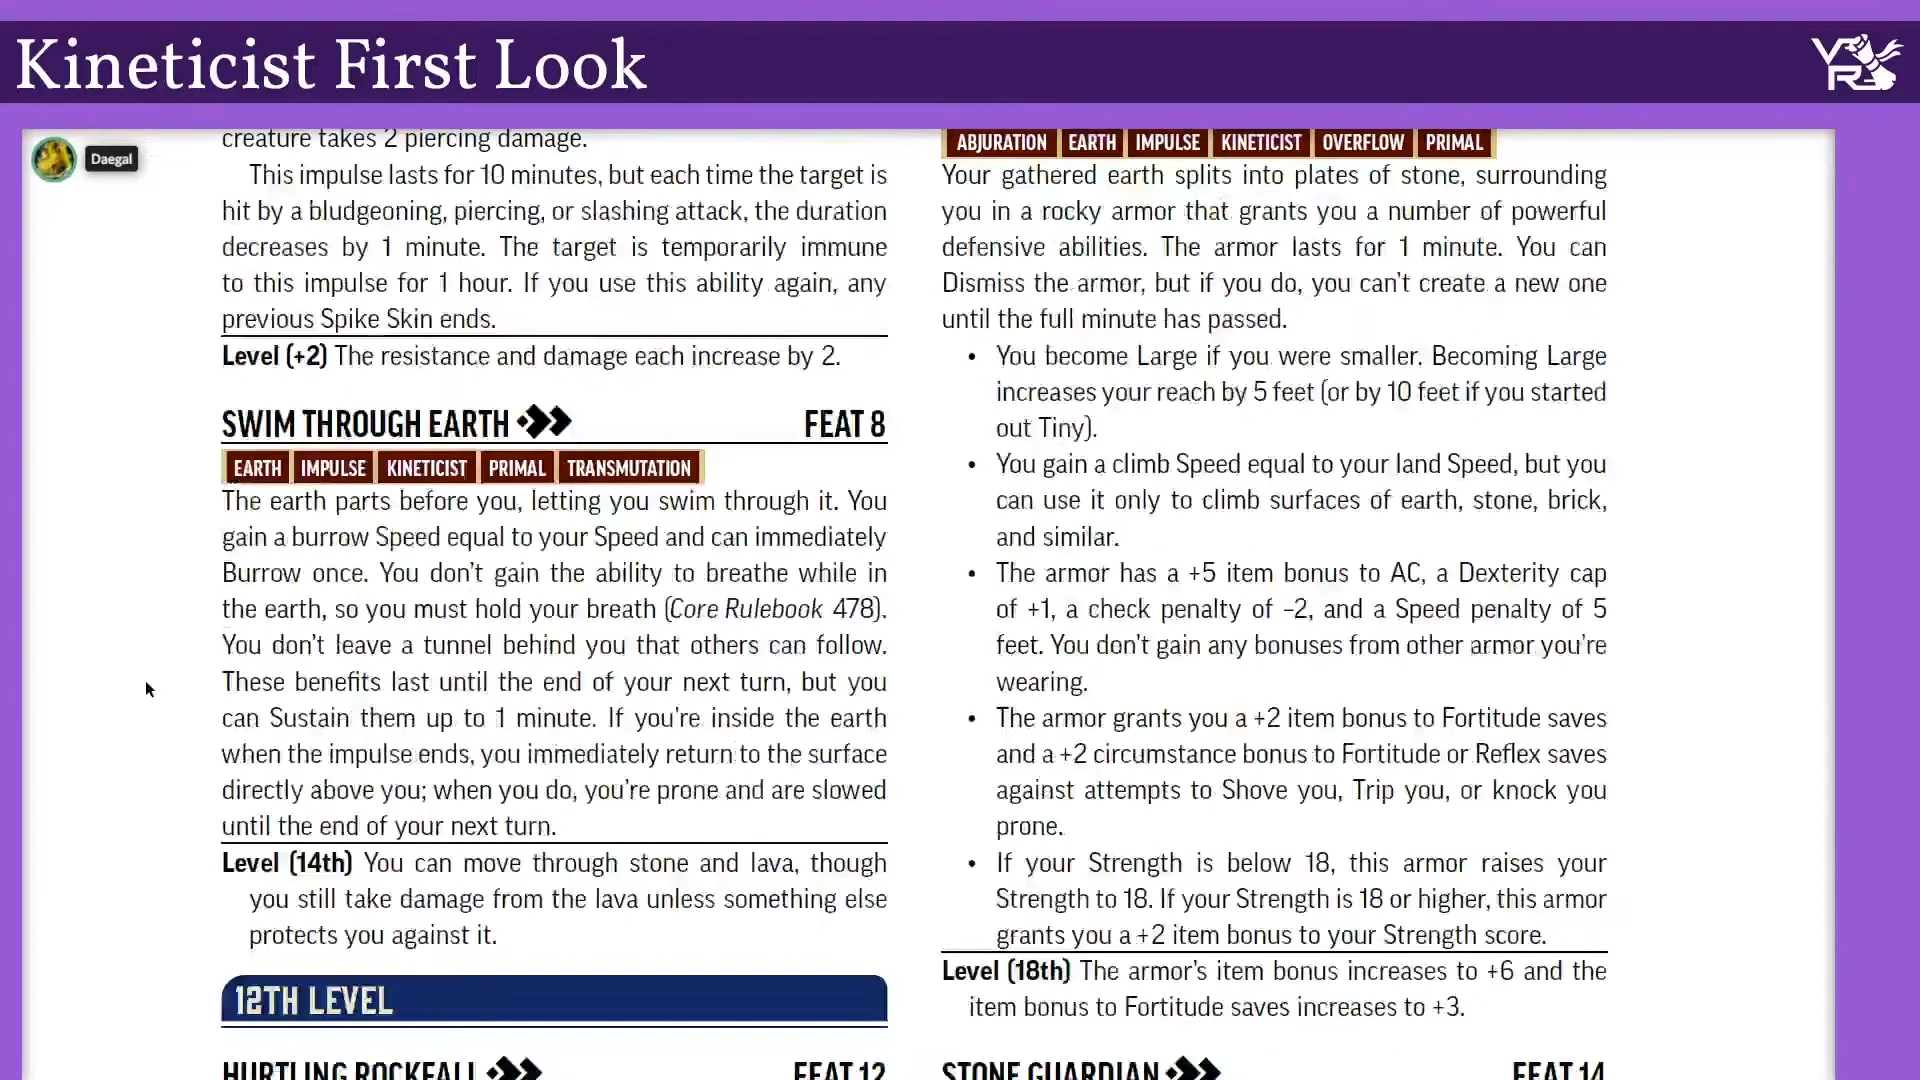 Kineticist First Look
VR
Daegal
creature takes 2 piercing damage.
This impulse lasts for 10 minutes, but each time the target is
hit by a bludgeoning, piercing, or slashing attack, the duration
decreases by 1 minute. The target is temporarily immune
to this impulse for 1 hour. If you use this ability again, any
previous Spike Skin ends.
Level (+2) The resistance and damage each increase by 2.
SWIM THROUGH EARTH FEAT 8
EARTH IMPULSE KINETICIST PRIMAL TRANSMUTATION
The earth parts before you, letting you swim through it. You
gain a burrow Speed equal to your Speed and can immediately
Burrow once. You don't gain the ability to breathe while in
the earth, so you must hold your breath (Core Rulebook 478).
You don't leave a tunnel behind you that others can follow.
These benefits last until the end of your next turn, but you
can Sustain them up to 1 minute. If you're inside the earth
when the impulse ends, you immediately return to the surface
directly above you; when you do, you're prone and are slowed
until the end of your next turn.
Level (14th) You can move through stone and lava, though
you still take damage from the lava unless something else
protects you against it.
12TH LEVEL
HURTLING ROCKFALL FEAT 12
ABJURATION EARTH IMPULSE KINETICIST OVERFLOW PRIMAL
Your gathered earth splits into plates of stone, surrounding
you in a rocky armor that grants you a number of powerful
defensive abilities. The armor lasts for 1 minute. You can
Dismiss the armor, but if you do, you can't create a new one
until the full minute has passed.
• You become Large if you were smaller. Becoming Large
increases your reach by 5 feet (or by 10 feet if you started
out Tiny).
• You gain a climb Speed equal to your land Speed, but you
can use it only to climb surfaces of earth, stone, brick,
and similar.
• The armor has a +5 item bonus to AC, a Dexterity cap
of +1, a check penalty of –2, and a Speed penalty of 5
feet. You don't gain any bonuses from other armor you're
wearing.
• The armor grants you a +2 item bonus to Fortitude saves
and a +2 circumstance bonus to Fortitude or Reflex saves
against attempts to Shove you, Trip you, or knock you
prone.
• If your Strength is below 18, this armor raises your
Strength to 18. If your Strength is 18 or higher, this armor
grants you a +2 item bonus to your Strength score.
Level (18th) The armor's item bonus increases to +6 and the
item bonus to Fortitude saves increases to +3.
STONE GUARDIAN FEAT 14